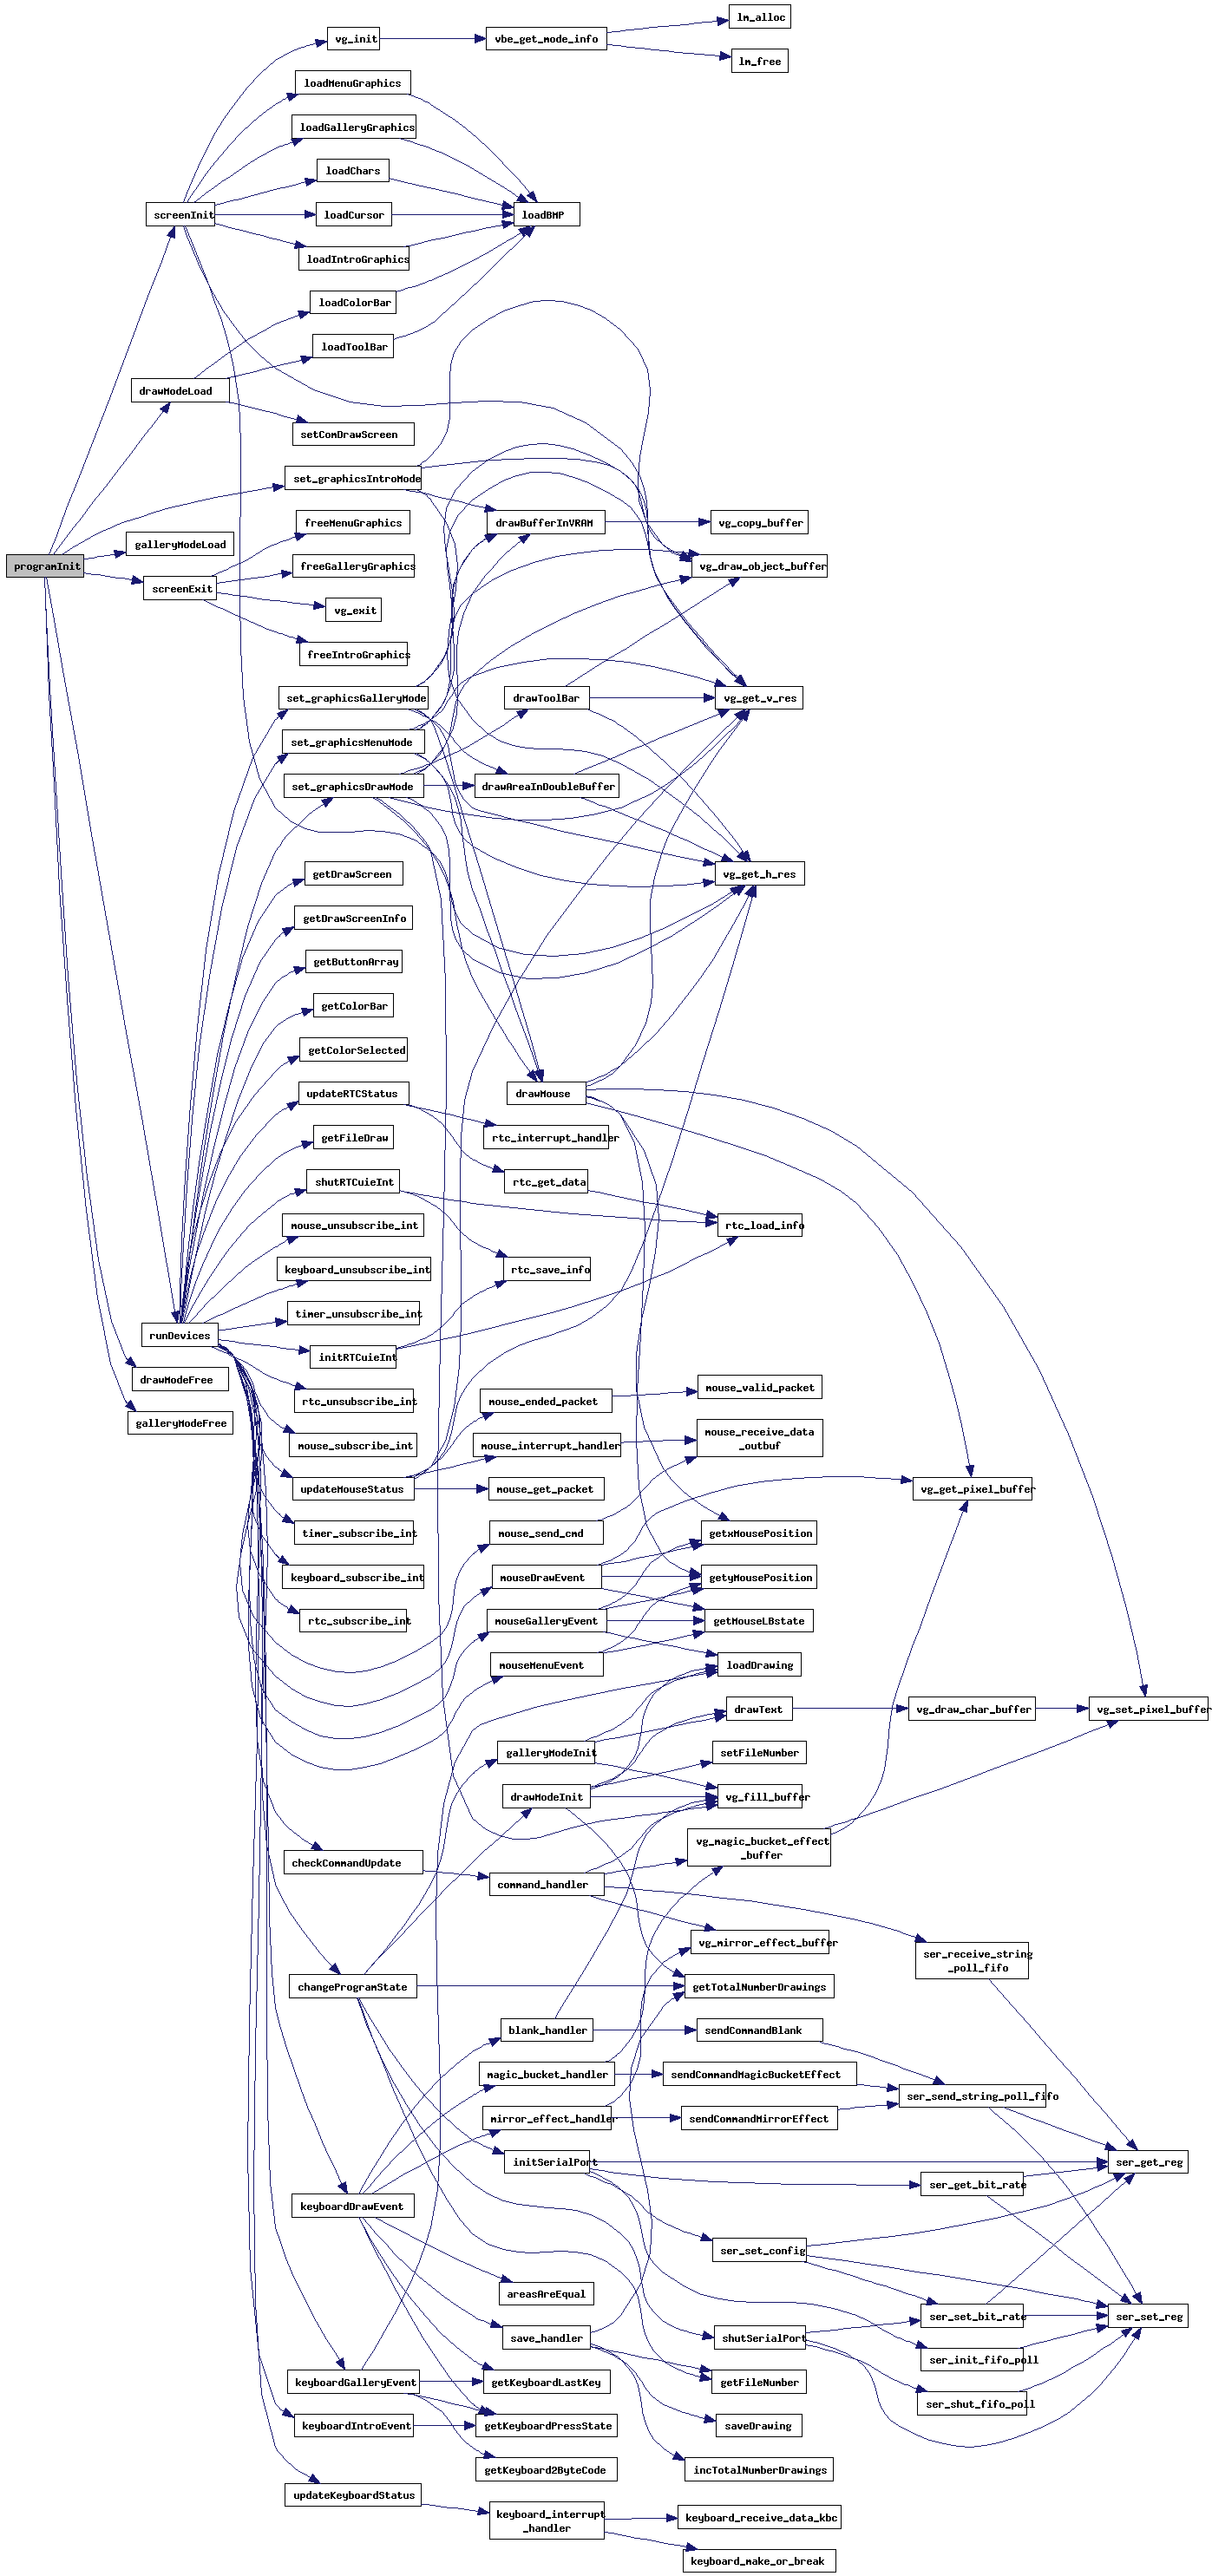 lm_alloc
vg_init
vbe_get_mode_info
lm_free
loadMenuGraphics
loadGalleryGraphics
loadChars
screenInit
loadCursor
loadBMP
loadIntroGraphics
loadColorBar
loadToolBar
drawModeLoad
setComDrawScreen
set_graphicsIntroMode
freeMenuGraphics
drawBufferInVRAM
vg_copy_buffer
galleryModeLoad
programInit
freeGalleryGraphics
vg_draw_object_buffer
screenExit
vg_exit
freeIntroGraphics
set_graphicsGalleryMode
drawToolBar
vg_get_v_res
set_graphicsMenuMode
set_graphicsDrawMode
drawAreaInDoubleBuffer
getDrawScreen
vg_get_h_res
getDrawScreenInfo
getButtonArray
getColorBar
getColorSelected
updateRTCStatus
drawMouse
getFileDraw
rtc_interrupt_handler
shutRTCuieInt
rtc_get_data
mouse_unsubscribe_int
rtc_load_info
keyboard_unsubscribe_int
rtc_save_info
timer_unsubscribe_int
runDevices
initRTCuieInt
drawModeFree
mouse_valid_packet
rtc_unsubscribe_int
mouse_ended_packet
galleryModeFree
mouse_subscribe_int
mouse_interrupt_handler
mouse_receive_data
_outbuf
updateMouseStatus
mouse_get_packet
vg_get_pixel_buffer
timer_subscribe_int
mouse_send_cmd
getxMousePosition
keyboard_subscribe_int
mouseDrawEvent
getyMousePosition
rtc_subscribe_int
mouseGalleryEvent
getMouseLBstate
mouseMenuEvent
loadDrawing
drawText
vg_draw_char_buffer
vg_set_pixel_buffer
galleryModeInit
setFileNumber
drawModeInit
vg_fill_buffer
vg_magic_bucket_effect
_buffer
checkCommandUpdate
command_handler
vg_mirror_effect_buffer
ser_receive_string
_poll_fifo
changeProgramState
getTotalNumberDrawings
blank_handler
sendCommandBlank
magic_bucket_handler
sendCommandMagicBucketEffect
ser_send_string_poll_fifo
mirror_effect_handler
sendCommandMirrorEffect
initSerialPort
ser_get_reg
ser_get_bit_rate
keyboardDrawEvent
ser_set_config
areasAreEqual
ser_set_bit_rate
ser_set_reg
save_handler
shutSerialPort
ser_init_fifo_poll
keyboardGalleryEvent
getKeyboardLastKey
getFileNumber
ser_shut_fifo_poll
keyboardIntroEvent
getKeyboardPressState
saveDrawing
getKeyboard2ByteCode
incTotalNumberDrawings
updateKeyboardStatus
keyboard_interrupt
_handler
keyboard_receive_data_kbc
keyboard_make_or_break